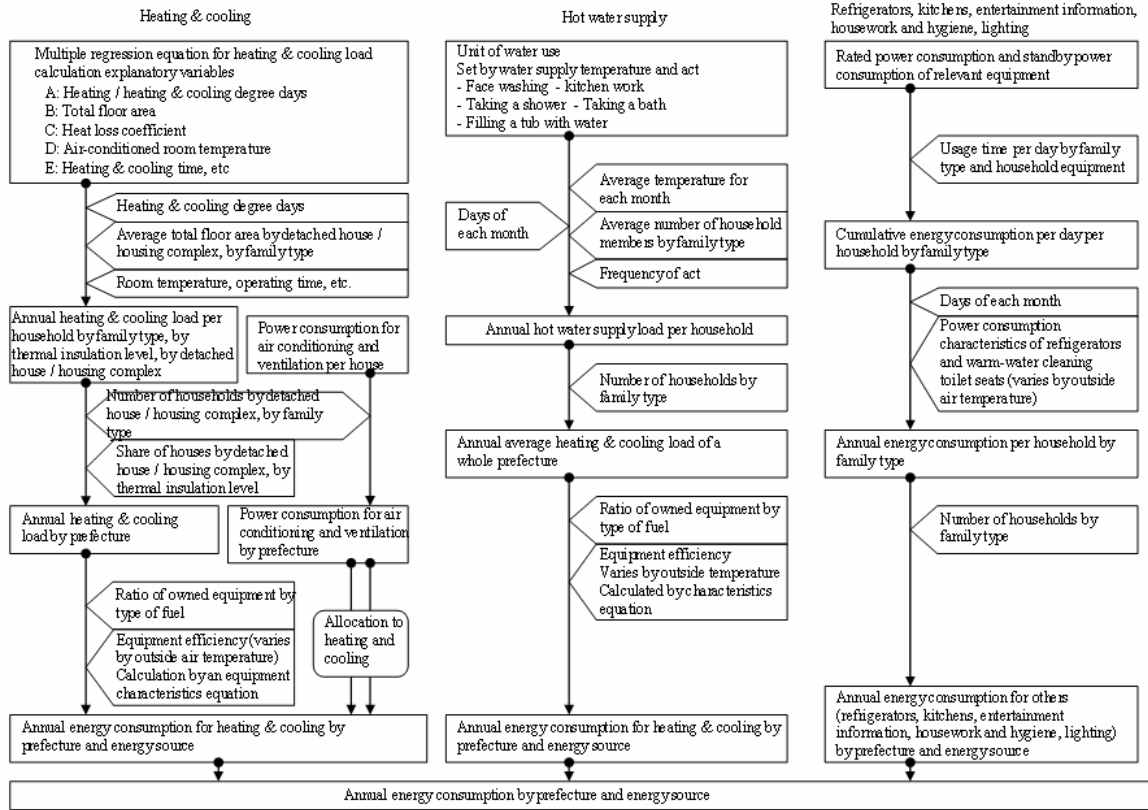 Heating & cooling
Multiple regression equation for heating & cooling load
calculation explanatory variables
A: Heating / heating & cooling degree days
B: Total floor area
C: Heat loss coefficient
D: Air-conditioned room temperature
E: Heating & cooling time, etc
Heating & cooling degree days
Average total floor area by detached house /
housing complex, by family type
Room temperature, operating time, etc.
Annual heating & cooling load per
household by family type, by
thermal insulation level, by detached
house / housing complex
Power consumption for
air conditioning and
ventilation per house
Number of households by detached
house / housing complex, by family
type
Share of houses by detached
house / housing complex, by
thermal insulation level
Annual heating & cooling
load by prefecture
Power consumption for air
conditioning and ventilation
by prefecture
Ratio of owned equipment by
type of fuel
Equipment efficiency (varies
by outside air temperature)
Calculation by an equipment
characteristics equation
Allocation to
heating and
cooling
Annual energy consumption for heating & cooling by
prefecture and energy source
Hot water supply
Unit of water use
Set by water supply temperature and act
- Face washing - kitchen work
- Taking a shower - Taking a bath
- Filling a tub with water
Average temperature for
each month
Days of
each month
Average number of household
members by family type
Frequency of act
Annual hot water supply load per household
Number of households by
family type
Annual average heating & cooling load of a
whole prefecture
Ratio of owned equipment by
type of fuel
Equipment efficiency
Varies by outside temperature
Calculated by characteristics
equation
Annual energy consumption for heating & cooling by
prefecture and energy source
Refrigerators, kitchens, entertainment information,
housework and hygiene, lighting
Rated power consumption and standby power
consumption of relevant equipment
Usage time per day by family
type and household equipment
Cumulative energy consumption per day per
household by family type
Days of each month
Power consumption
characteristics of refrigerators
and warm-water cleaning
toilet seats (varies by outside
air temperature)
Annual energy consumption per household by
family type
Number of households by
family type
Annual energy consumption for others
(refrigerators, kitchens, entertainment
information, housework and hygiene, lighting)
by prefecture and energy source
Annual energy consumption by prefecture and energy source